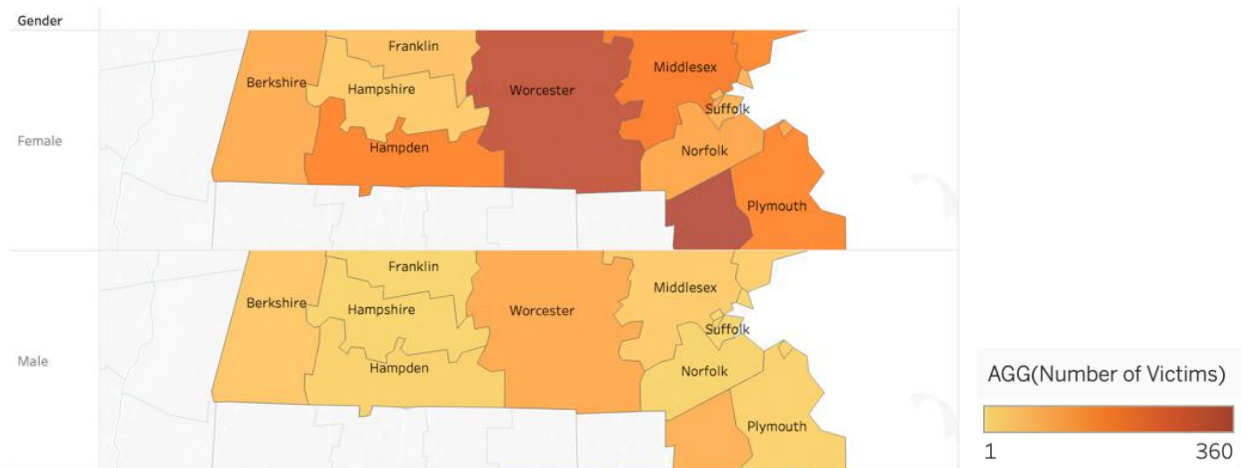 Gender
Female
Franklin
Berkshire
Hampshire
Worcester
Middlesex
Suffolk
Hampden
Norfolk
Plymouth
Male
Franklin
Berkshire
Hampshire
Worcester
Middlesex
Suffolk
Hampden
Norfolk
Plymouth
AGG(Number of Victims)
1 360